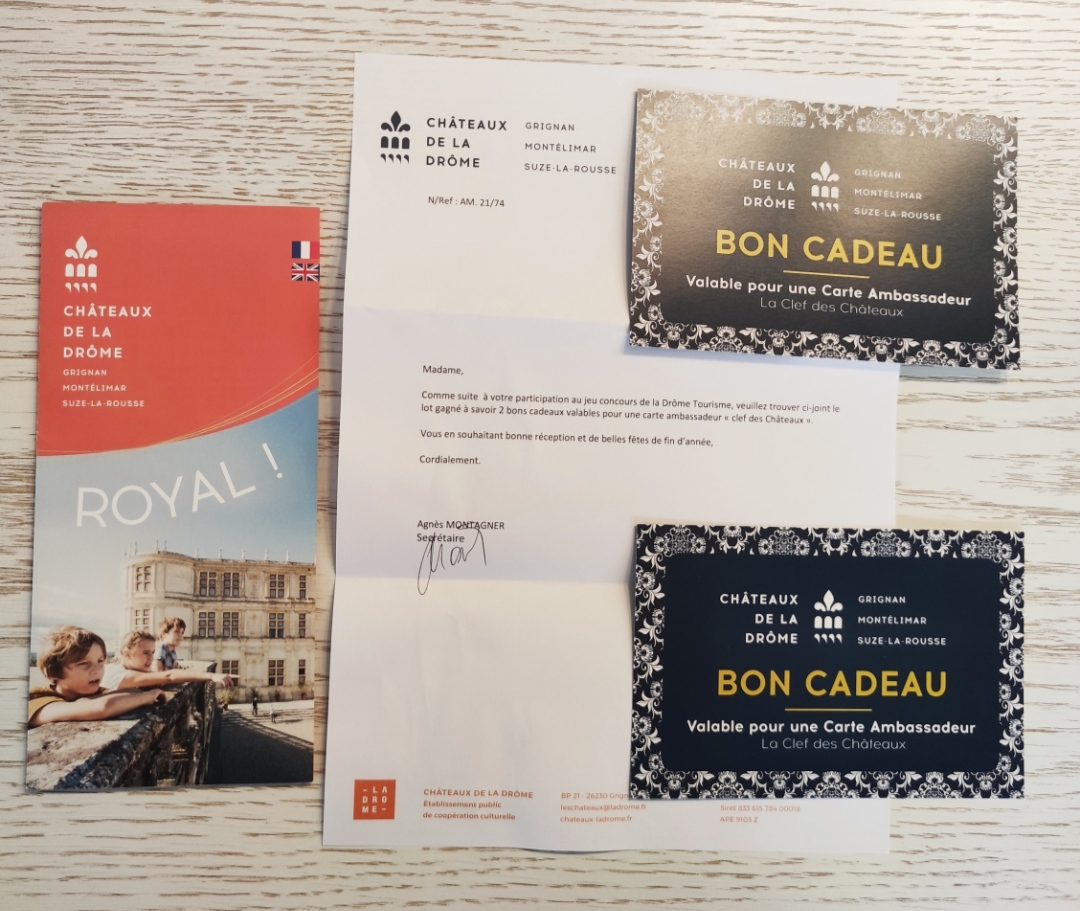 CHÂTEAUX
DE LA
DRÔME
GRIGNAN
MONTÉLIMAR
SUZE-LA-ROUSSE
ROYAL !
CHÂTEAUX
DE LA
DRÔME
GRIGNAN
MONTÉLIMAR
SUZE-LA-ROUSSE
N/Ref : AM. 21/74
Madame,
Comme suite à votre participation au jeu concours de la Drôme Tourisme, veuillez trouver ci-joint le
lot gagné à savoir 2 bons cadeaux valables pour une carte ambassadeur « clef des Châteaux ».
Vous en souhaitant bonne réception et de belles fêtes de fin d'année,
Cordialement.
Agnès MONTAGNER
Secrétaire
– LA
DRO
ME –
CHÂTEAUX DE LA DRÔME
Établissement public
de coopération culturelle
BP 21 - 26230
leschateaux@ladrome.fr
chateaux-ladrome.fr
Siret
APE 9103 Z
CHÂTEAUX
DE LA
DRÔME
GRIGNAN
MONTÉLIMAR
SUZE-LA-ROUSSE
BON CADEAU
Valable pour une Carte Ambassadeur
La Clef des Châteaux
CHÂTEAUX
DE LA
DRÔME
GRIGNAN
MONTÉLIMAR
SUZE-LA-ROUSSE
BON CADEAU
Valable pour une Carte Ambassadeur
La Clef des Châteaux